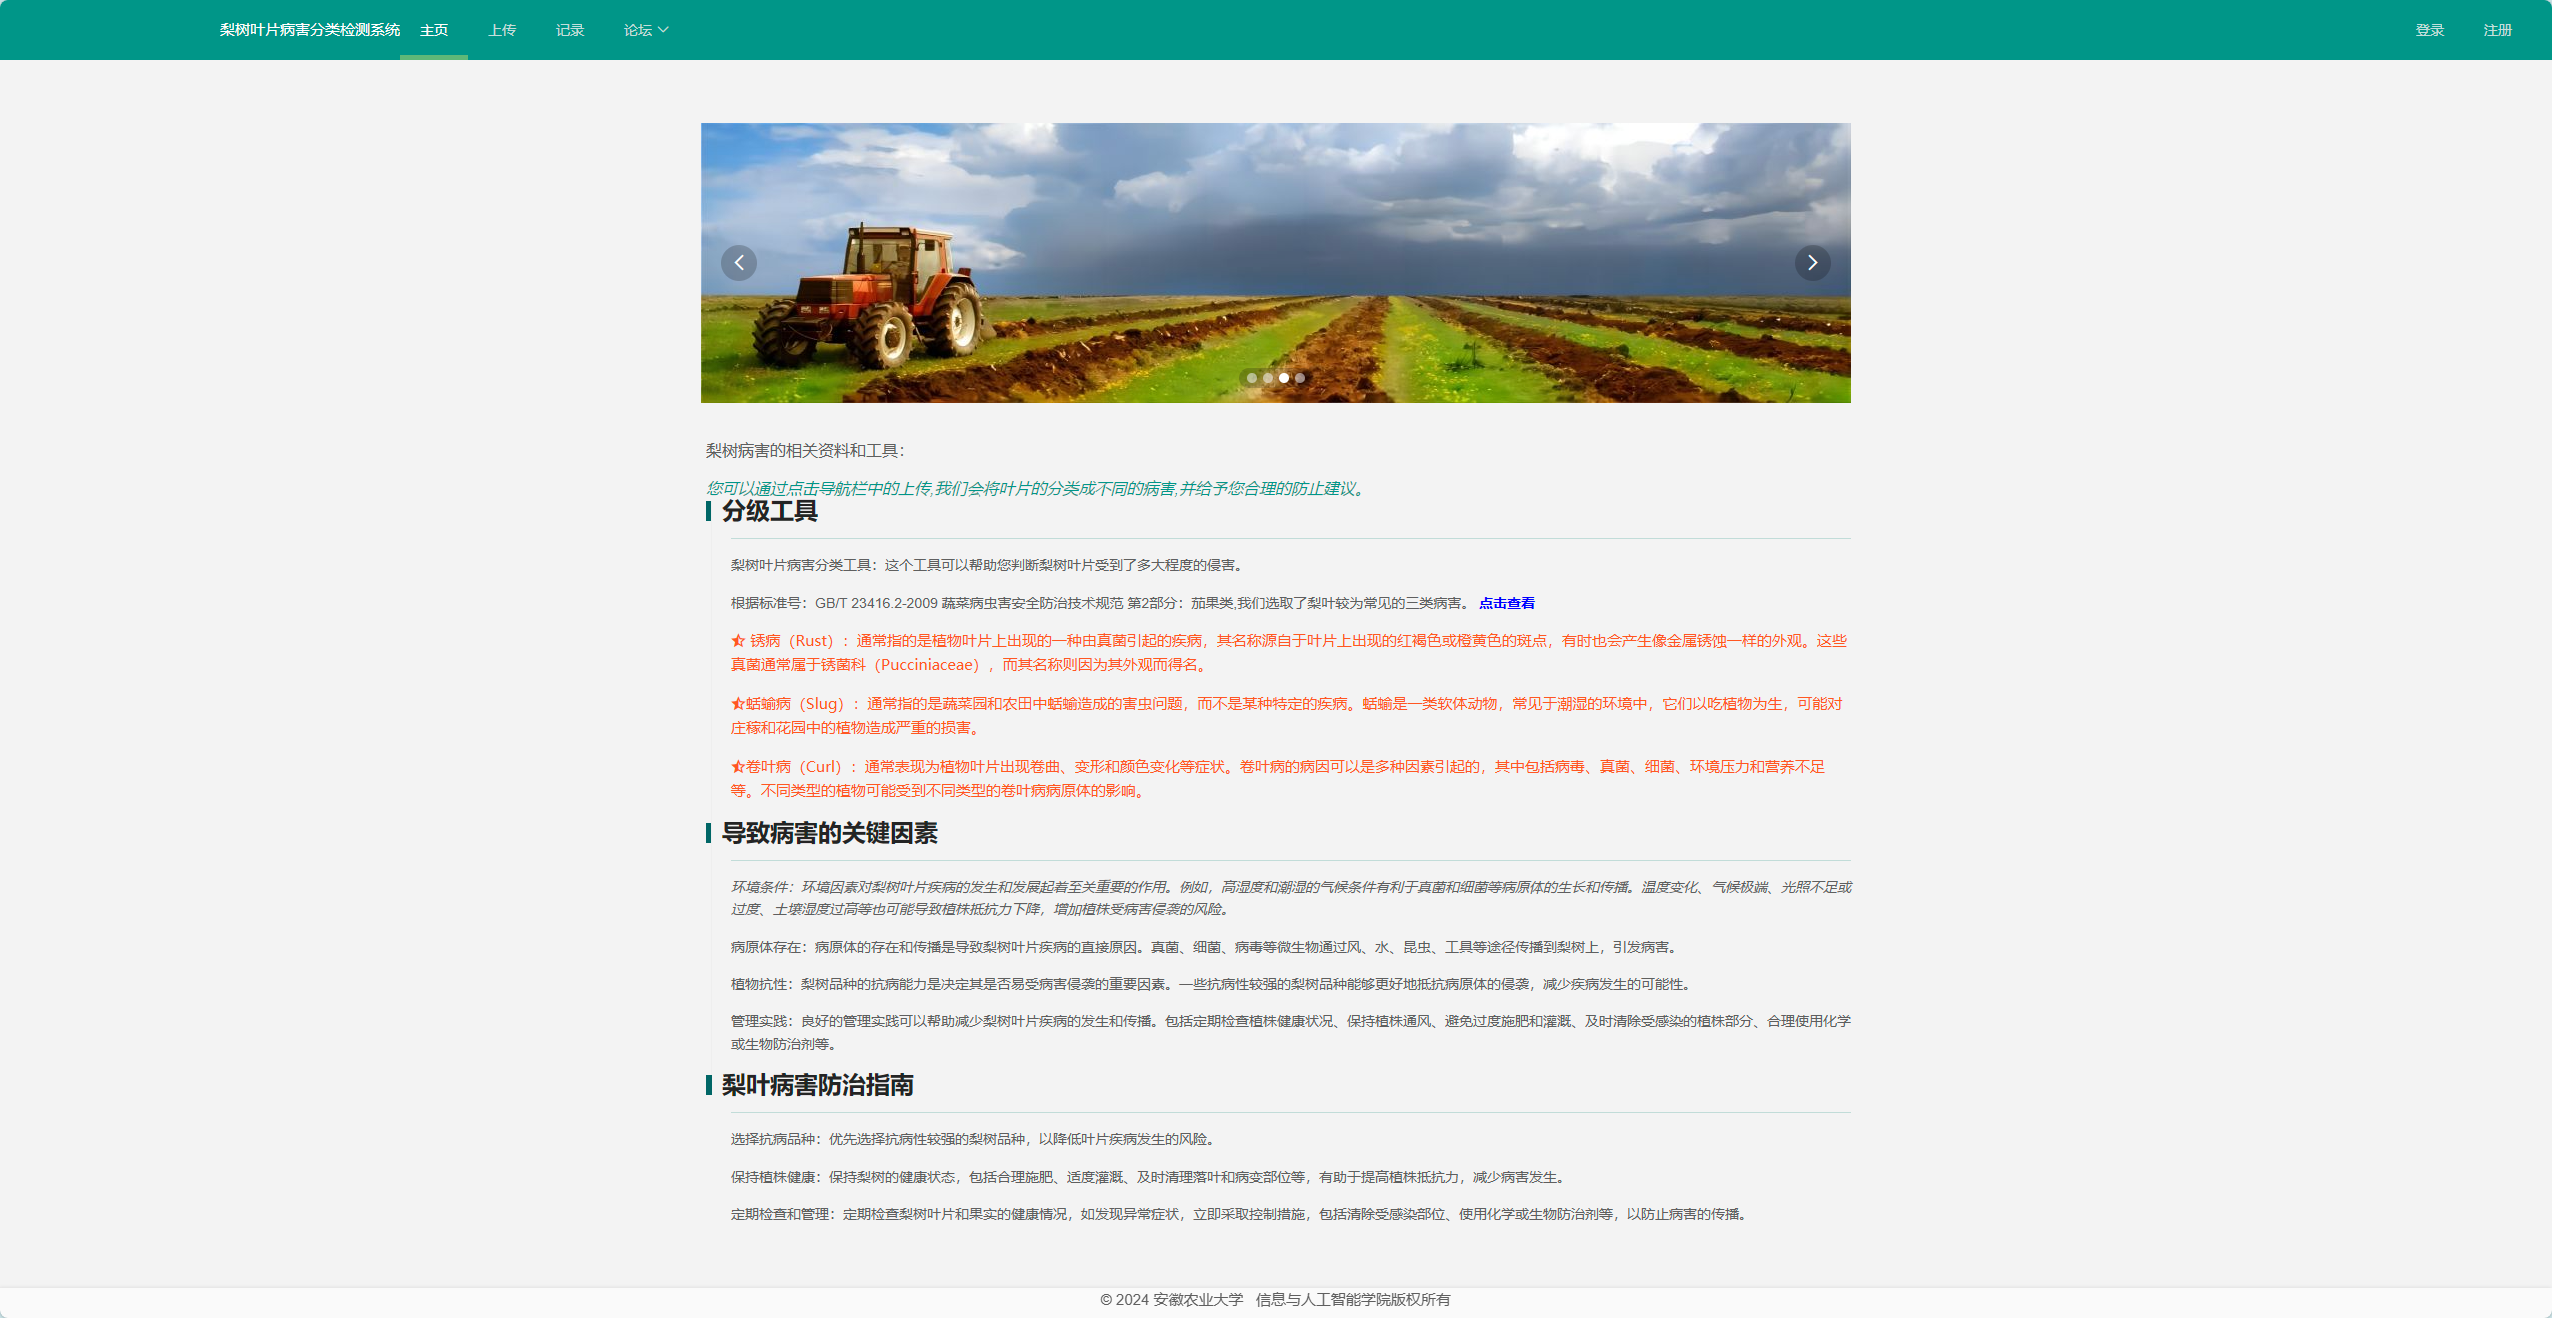 梨树叶片病害分类检测系统 主页 上传 记录 论坛 登录 注册
梨树病害的相关资料和工具：
您可以通过点击导航栏中的上传,我们会将叶片的分类成不同的病害,并给予您合理的防止建议。
分级工具
梨树叶片病害分类工具：这个工具可以帮助您判断梨树叶片受到了多大程度的侵害。
根据标准号：GB/T 23416.2-2009 蔬菜病虫害安全防治技术规范 第2部分：茄果类,我们选取了梨叶较为常见的三类病害。 点击查看
锈病（Rust）：通常指的是植物叶片上出现的一种由真菌引起的疾病，其名称源自于叶片上出现的红褐色或橙黄色的斑点，有时也会产生像金属锈蚀一样的外观。这些
真菌通常属于锈菌科（Pucciniaceae），而其名称则因为其外观而得名。
蛞蝓病（Slug）：通常指的是蔬菜园和农田中蛞蝓造成的害虫问题，而不是某种特定的疾病。蛞蝓是一类软体动物，常见于潮湿的环境中，它们以吃植物为生，可能对
庄稼和花园中的植物造成严重的损害。
卷叶病（Curl）：通常表现为植物叶片出现卷曲、变形和颜色变化等症状。卷叶病的病因可以是多种因素引起的，其中包括病毒、真菌、细菌、环境压力和营养不足
等。不同类型的植物可能受到不同类型的卷叶病病原体的影响。
导致病害的关键因素
环境条件：环境因素对梨树叶片疾病的发生和发展起着至关重要的作用。例如，高湿度和潮湿的气候条件有利于真菌和细菌等病原体的生长和传播。温度变化、气候极端、光照不足或
过度、土壤湿度过高等也可能导致植株抵抗力下降，增加植株受病害侵袭的风险。
病原体存在：病原体的存在和传播是导致梨树叶片疾病的直接原因。真菌、细菌、病毒等微生物通过风、水、昆虫、工具等途径传播到梨树上，引发病害。
植物抗性：梨树品种的抗病能力是决定其是否易受病害侵袭的重要因素。一些抗病性较强的梨树品种能够更好地抵抗病原体的侵袭，减少疾病发生的可能性。
管理实践：良好的管理实践可以帮助减少梨树叶片疾病的发生和传播。包括定期检查植株健康状况、保持植株通风、避免过度施肥和灌溉、及时清除受感染的植株部分、合理使用化学
或生物防治剂等。
梨叶病害防治指南
选择抗病品种：优先选择抗病性较强的梨树品种，以降低叶片疾病发生的风险。
保持植株健康：保持梨树的健康状态，包括合理施肥、适度灌溉、及时清理落叶和病变部位等，有助于提高植株抵抗力，减少病害发生。
定期检查和管理：定期检查梨树叶片和果实的健康情况，如发现异常症状，立即采取控制措施，包括清除受感染部位、使用化学或生物防治剂等，以防止病害的传播。
© 2024 安徽农业大学 信息与人工智能学院版权所有